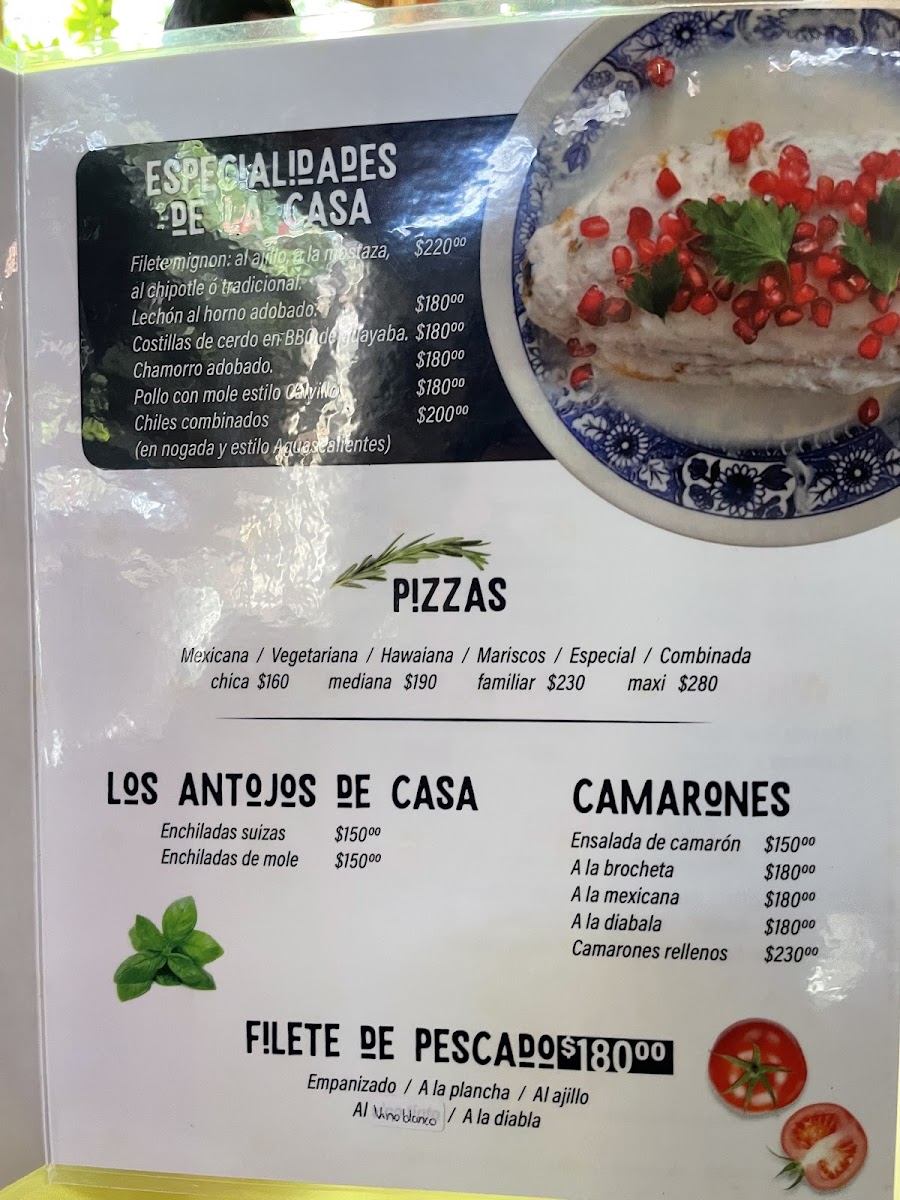 ESPECIALIDADES
DE LA CASA
Filete mignon: al ajillo, a la mostaza, $220⁰⁰
al chipotle ó tradicional.
Lechón al horno adobado. $180⁰⁰
Costillas de cerdo en BBQ de guayaba. $180⁰⁰
Chamorro adobado. $180⁰⁰
Pollo con mole estilo Calvillo $180⁰⁰
Chiles combinados $200⁰⁰
(en nogada y estilo Aguascalientes)
PIZZAS
Mexicana / Vegetariana / Hawaiana / Mariscos / Especial / Combinada
chica $160 mediana $190 familiar $230 maxi $280
LOS ANTOJOS DE CASA
Enchiladas suizas $150⁰⁰
Enchiladas de mole $150⁰⁰
CAMARONES
Ensalada de camarón $150⁰⁰
A la brocheta $180⁰⁰
A la mexicana $180⁰⁰
A la diabala $180⁰⁰
Camarones rellenos $230⁰⁰
FILETE DE PESCADO $180⁰⁰
Empanizado / A la plancha / Al ajillo
Al Vino blanco / A la diabla